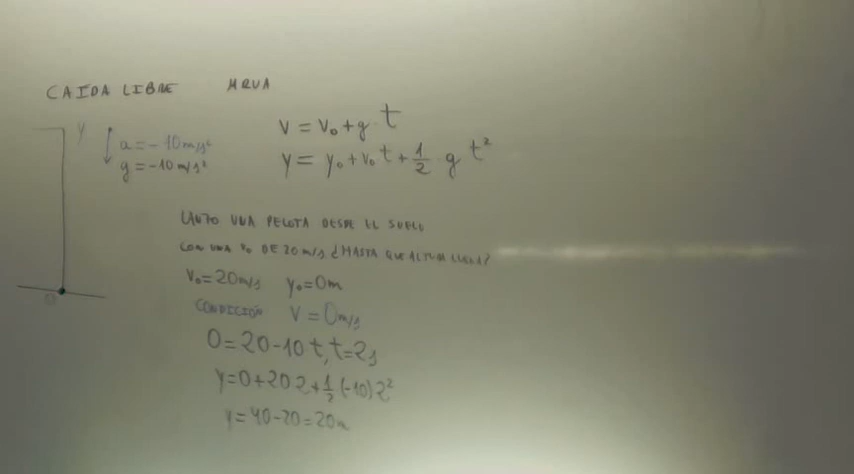 CAIDA LIBRE MRUA
y
a = -10 m/s²
g = -10 m/s²
v = v₀ + g · t
y = y₀ + v₀ t + 1/2 g t²
LANZO UNA PELOTA DESDE EL SUELO
CON UNA v₀ DE 20 m/s ¿HASTA QUE ALTURA LLEGA?
v₀ = 20 m/s y₀ = 0 m
CONDICIÓN V = 0 m/s
0 = 20 - 10 t, t = 2 s
y = 0 + 20 2 + 1/2 (-10) 2²
y = 40 - 20 = 20 m
0